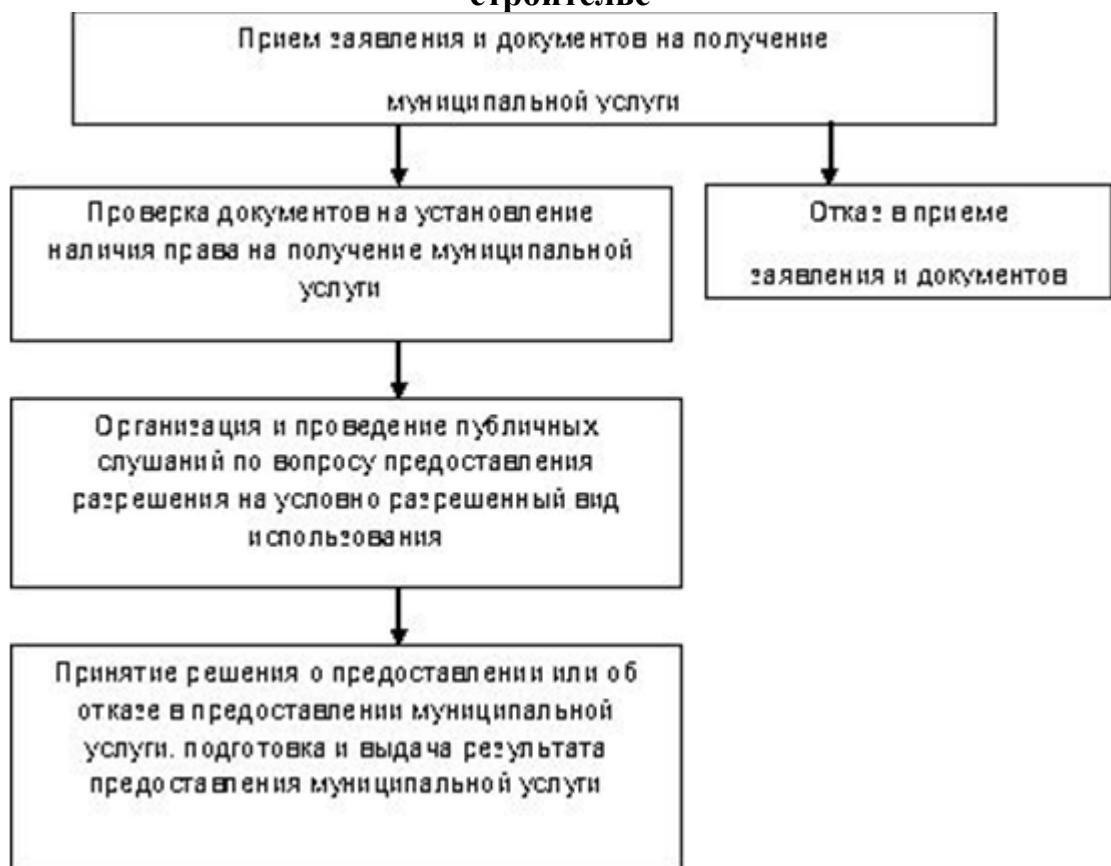 строительс
Прием заявления и документов на получение
муниципальной услуги
Проверка документов на установление
наличия права на получение муниципальной
услуги
Отказ в приеме
заявления и документов
Организация и проведение публичных
слушаний по вопросу предоставления
разрешения на условно разрешенный вид
использования
Принятие решения о предоставлении или об
отказе в предоставлении муниципальной
услуги, подготовка и выдача результата
предоставления муниципальной услуги